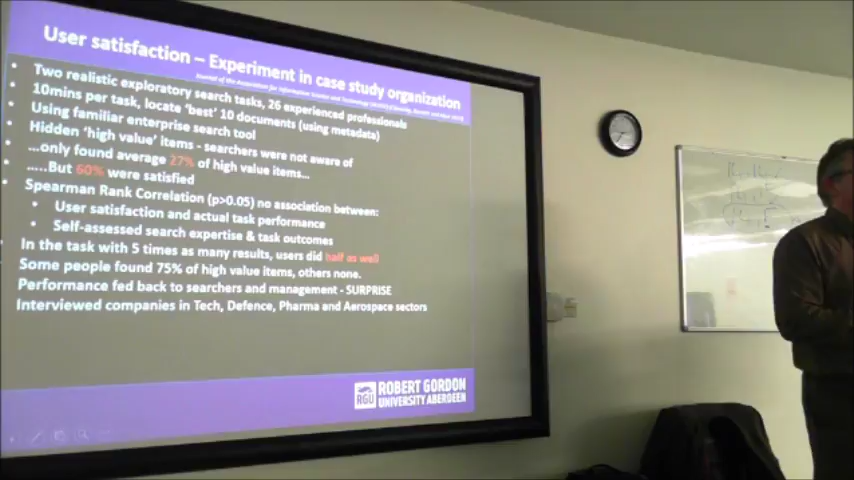 User satisfaction – Experiment in case study organization
Journal of the Association for Information Science and Technology
• Two realistic exploratory search tasks, 26 experienced professionals
• 10mins per task, locate 'best' 10 documents (using metadata)
• Using familiar enterprise search tool
• Hidden 'high value' items - searchers were not aware of
• ...only found average 27% of high value items...
• .....But 60% were satisfied
• Spearman Rank Correlation (p>0.05) no association between:
• User satisfaction and actual task performance
• Self-assessed search expertise & task outcomes
In the task with 5 times as many results, users did half as well
Some people found 75% of high value items, others none.
Performance fed back to searchers and management - SURPRISE
Interviewed companies in Tech, Defence, Pharma and Aerospace sectors
RGU
ROBERT GORDON
UNIVERSITY ABERDEEN